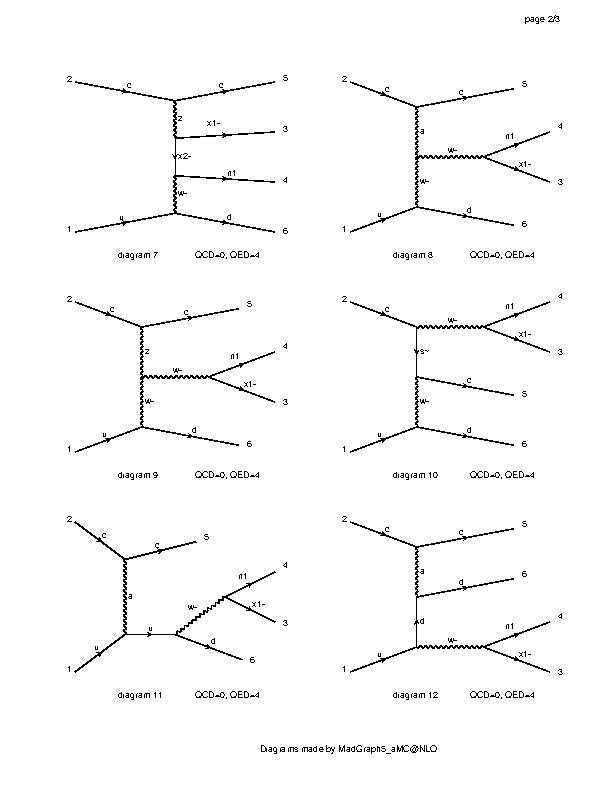 page 2/3
2 c c 5
z x1- 3
x2-
n1 4
w-
1 u d 6
diagram 7 QCD=0, QED=4
2 c c 5
a n1 4
w-
w- x1- 3
1 u d 6
diagram 8 QCD=0, QED=4
2 c c 5
z n1 4
w-
w- x1- 3
1 u d 6
diagram 9 QCD=0, QED=4
2 c w- n1 4
x1- 3
s~
c 5
w-
1 u d 6
diagram 10 QCD=0, QED=4
2 c c 5
a n1 4
w- x1- 3
1 u u d 6
diagram 11 QCD=0, QED=4
2 c c 5
a d 6
d n1 4
w-
1 u x1- 3
diagram 12 QCD=0, QED=4
Diagrams made by MadGraph5_aMC@NLO